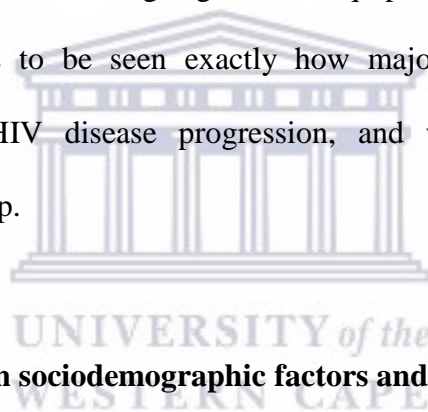 to be seen exactly how majo
HIV disease progression, and
p.
UNIVERSITY of the
n sociodemographic factors and
WESTERN CAPE